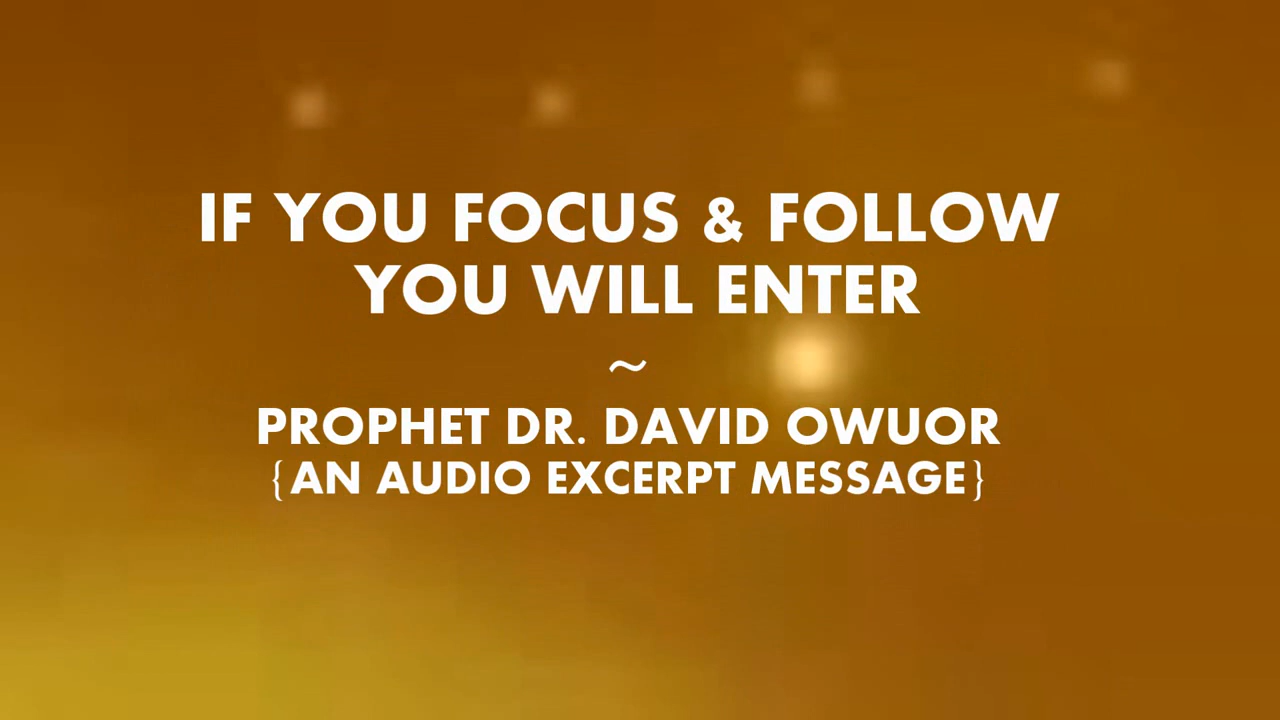 IF YOU FOCUS & FOLLOW
YOU WILL ENTER
~
PROPHET DR. DAVID OWUOR
{AN AUDIO EXCERPT MESSAGE}